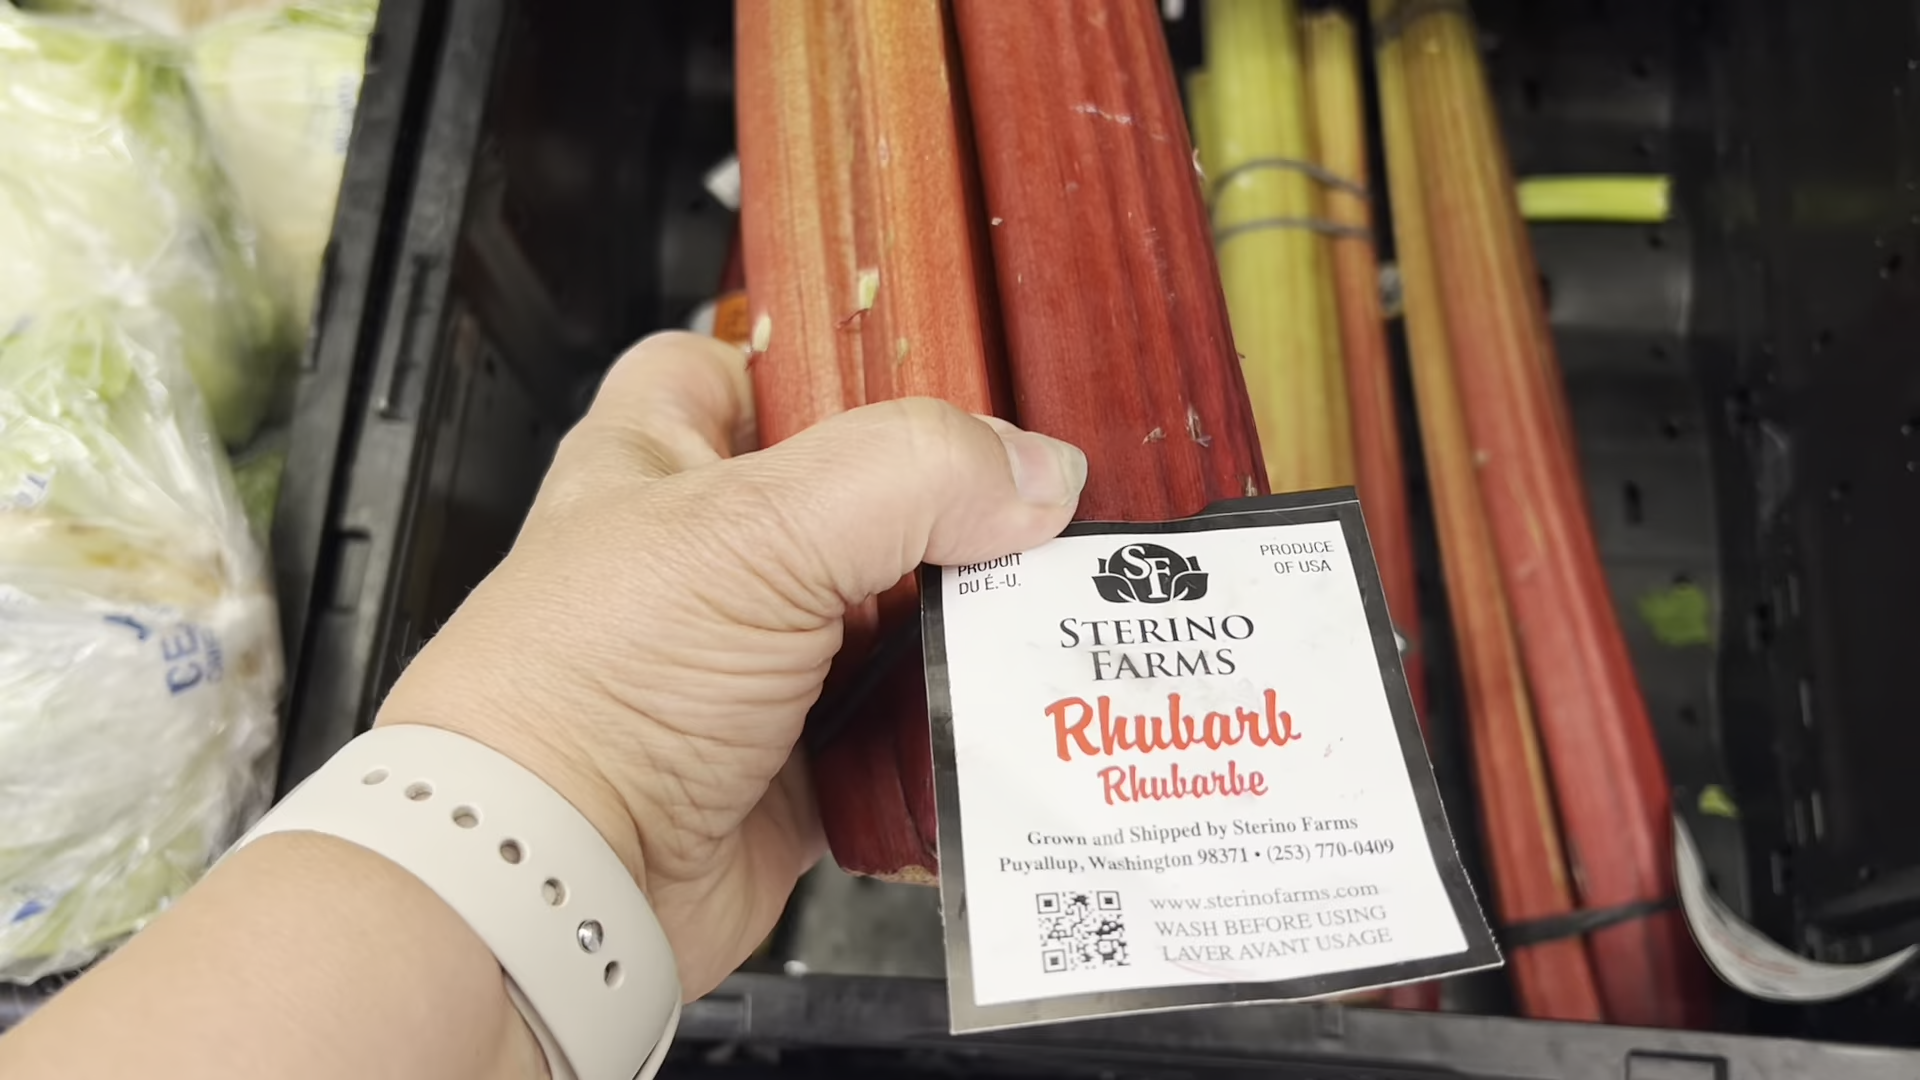 PRODUIT
DU É.-U.
SFI
PRODUCE
OF USA
STERINO
FARMS
Rhubarb
Rhubarbe
Grown and Shipped by Sterino Farms
Puyallup, Washington 98371 • (253) 770-0409
www.sterinofarms.com
WASH BEFORE USING
LAVER AVANT USAGE